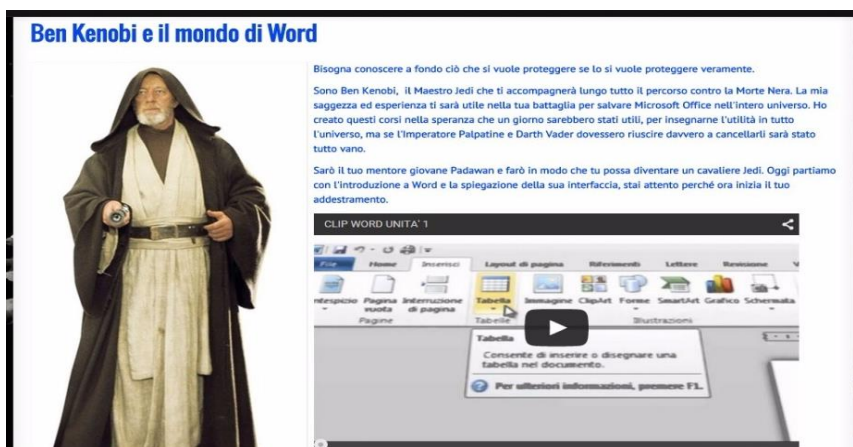 Ben Kenobi e il mondo di Word
Bisogna conoscere a fondo ciò che si vuole proteggere se lo si vuole proteggere veramente.
Sono Ben Kenobi, il Maestro Jedi che ti accompagnerà lungo tutto il percorso contro la Morte Nera. La mia
saggezza ed esperienza ti sarà utile nella tua battaglia per salvare Microsoft Office nell'intero universo. Ho
creato questi corsi nella speranza che un giorno sarebbero stati utili, per insegnarne l'utilità in tutto
l'universo, ma se l'Imperatore Palpatine e Darth Vader dovessero riuscire davvero a cancellarli sarà stato
tutto vano.
Sarò il tuo mentore giovane Padawan e farò in modo che tu possa diventare un cavaliere Jedi. Oggi partiamo
con l'introduzione a Word e la spiegazione della sua interfaccia, stai attento perché ora inizia il tuo
addestramento.
CLIP WORD UNITA' 1
File Home Inserisci Layout di pagina Riferimenti Lettere Revisione V
ntespizio Pagina vuota Interruzione di pagina Tabella Immagine ClipArt Forme SmartArt Grafico Schermata
Pagine Tabelle Illustrazioni
Tabella
Consente di inserire o disegnare una
tabella nel documento.
Per ulteriori informazioni, premere F1.